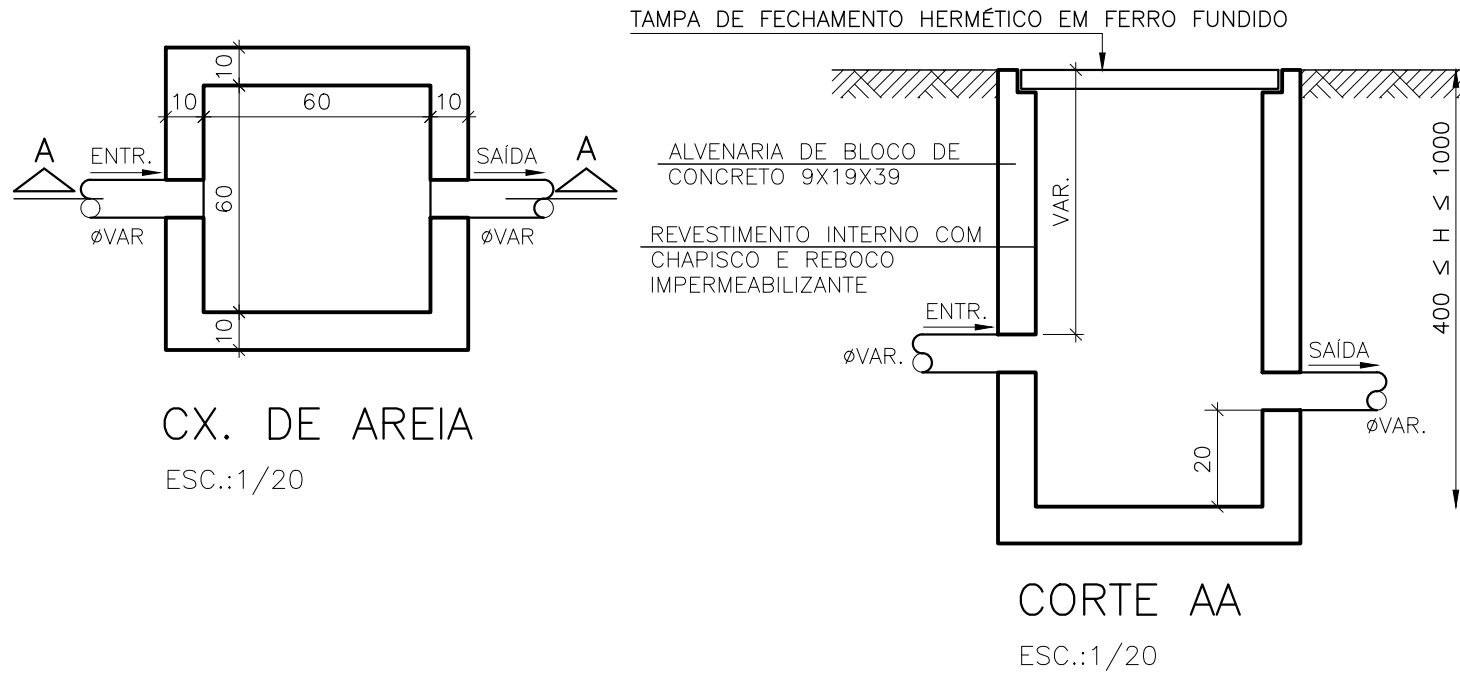 TAMPA DE FECHAMENTO HERMÉTICO EM FERRO FUNDIDO
10
10
60
10
A
ENTR.
SAÍDA
A
60
ØVAR
ØVAR
10
CX. DE AREIA
ESC.:1/20
ALVENARIA DE BLOCO DE
CONCRETO 9X19X39
VAR.
REVESTIMENTO INTERNO COM
CHAPISCO E REBOCO
IMPERMEABILIZANTE
400 ≤ H ≤ 1000
ENTR.
ØVAR.
SAÍDA
ØVAR.
20
CORTE AA
ESC.:1/20